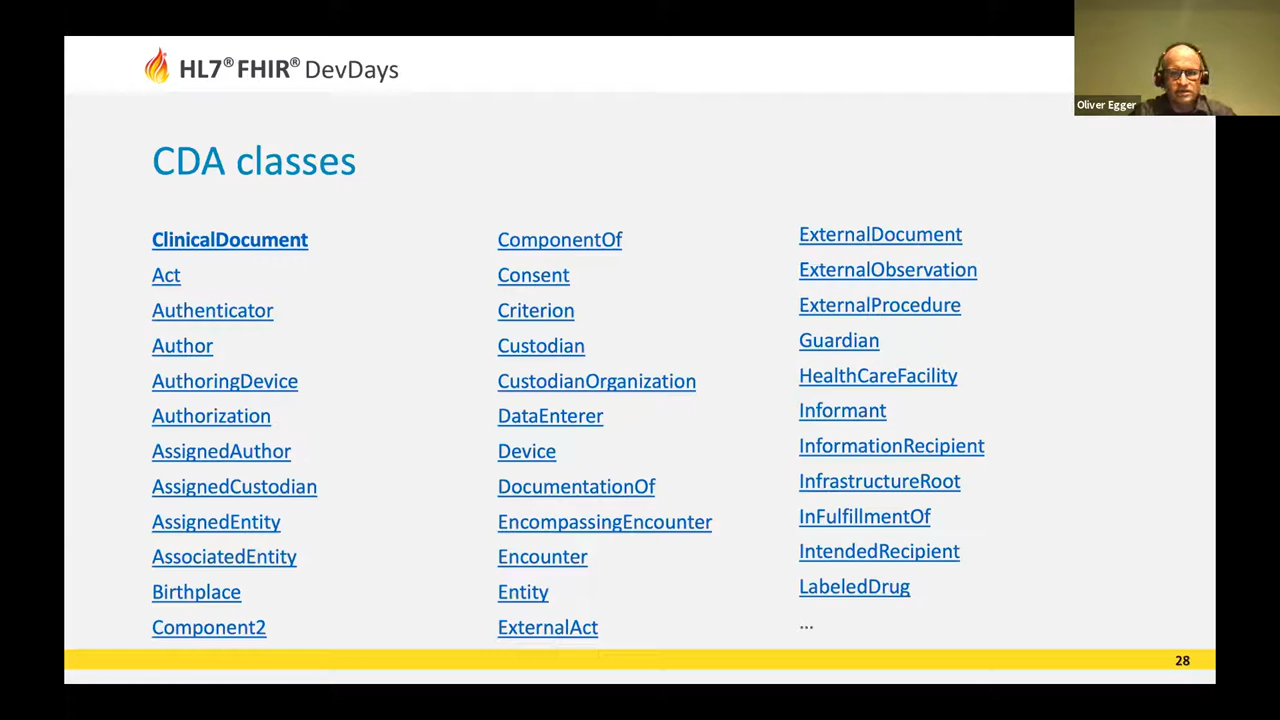 HL7® FHIR® DevDays
Oliver Egger
CDA classes
ClinicalDocument
Act
Authenticator
Author
AuthoringDevice
Authorization
AssignedAuthor
AssignedCustodian
AssignedEntity
AssociatedEntity
Birthplace
Component2
ComponentOf
Consent
Criterion
Custodian
CustodianOrganization
DataEnterer
Device
DocumentationOf
EncompassingEncounter
Encounter
Entity
ExternalAct
ExternalDocument
ExternalObservation
ExternalProcedure
Guardian
HealthCareFacility
Informant
InformationRecipient
InfrastructureRoot
InFulfillmentOf
IntendedRecipient
LabeledDrug
...
28